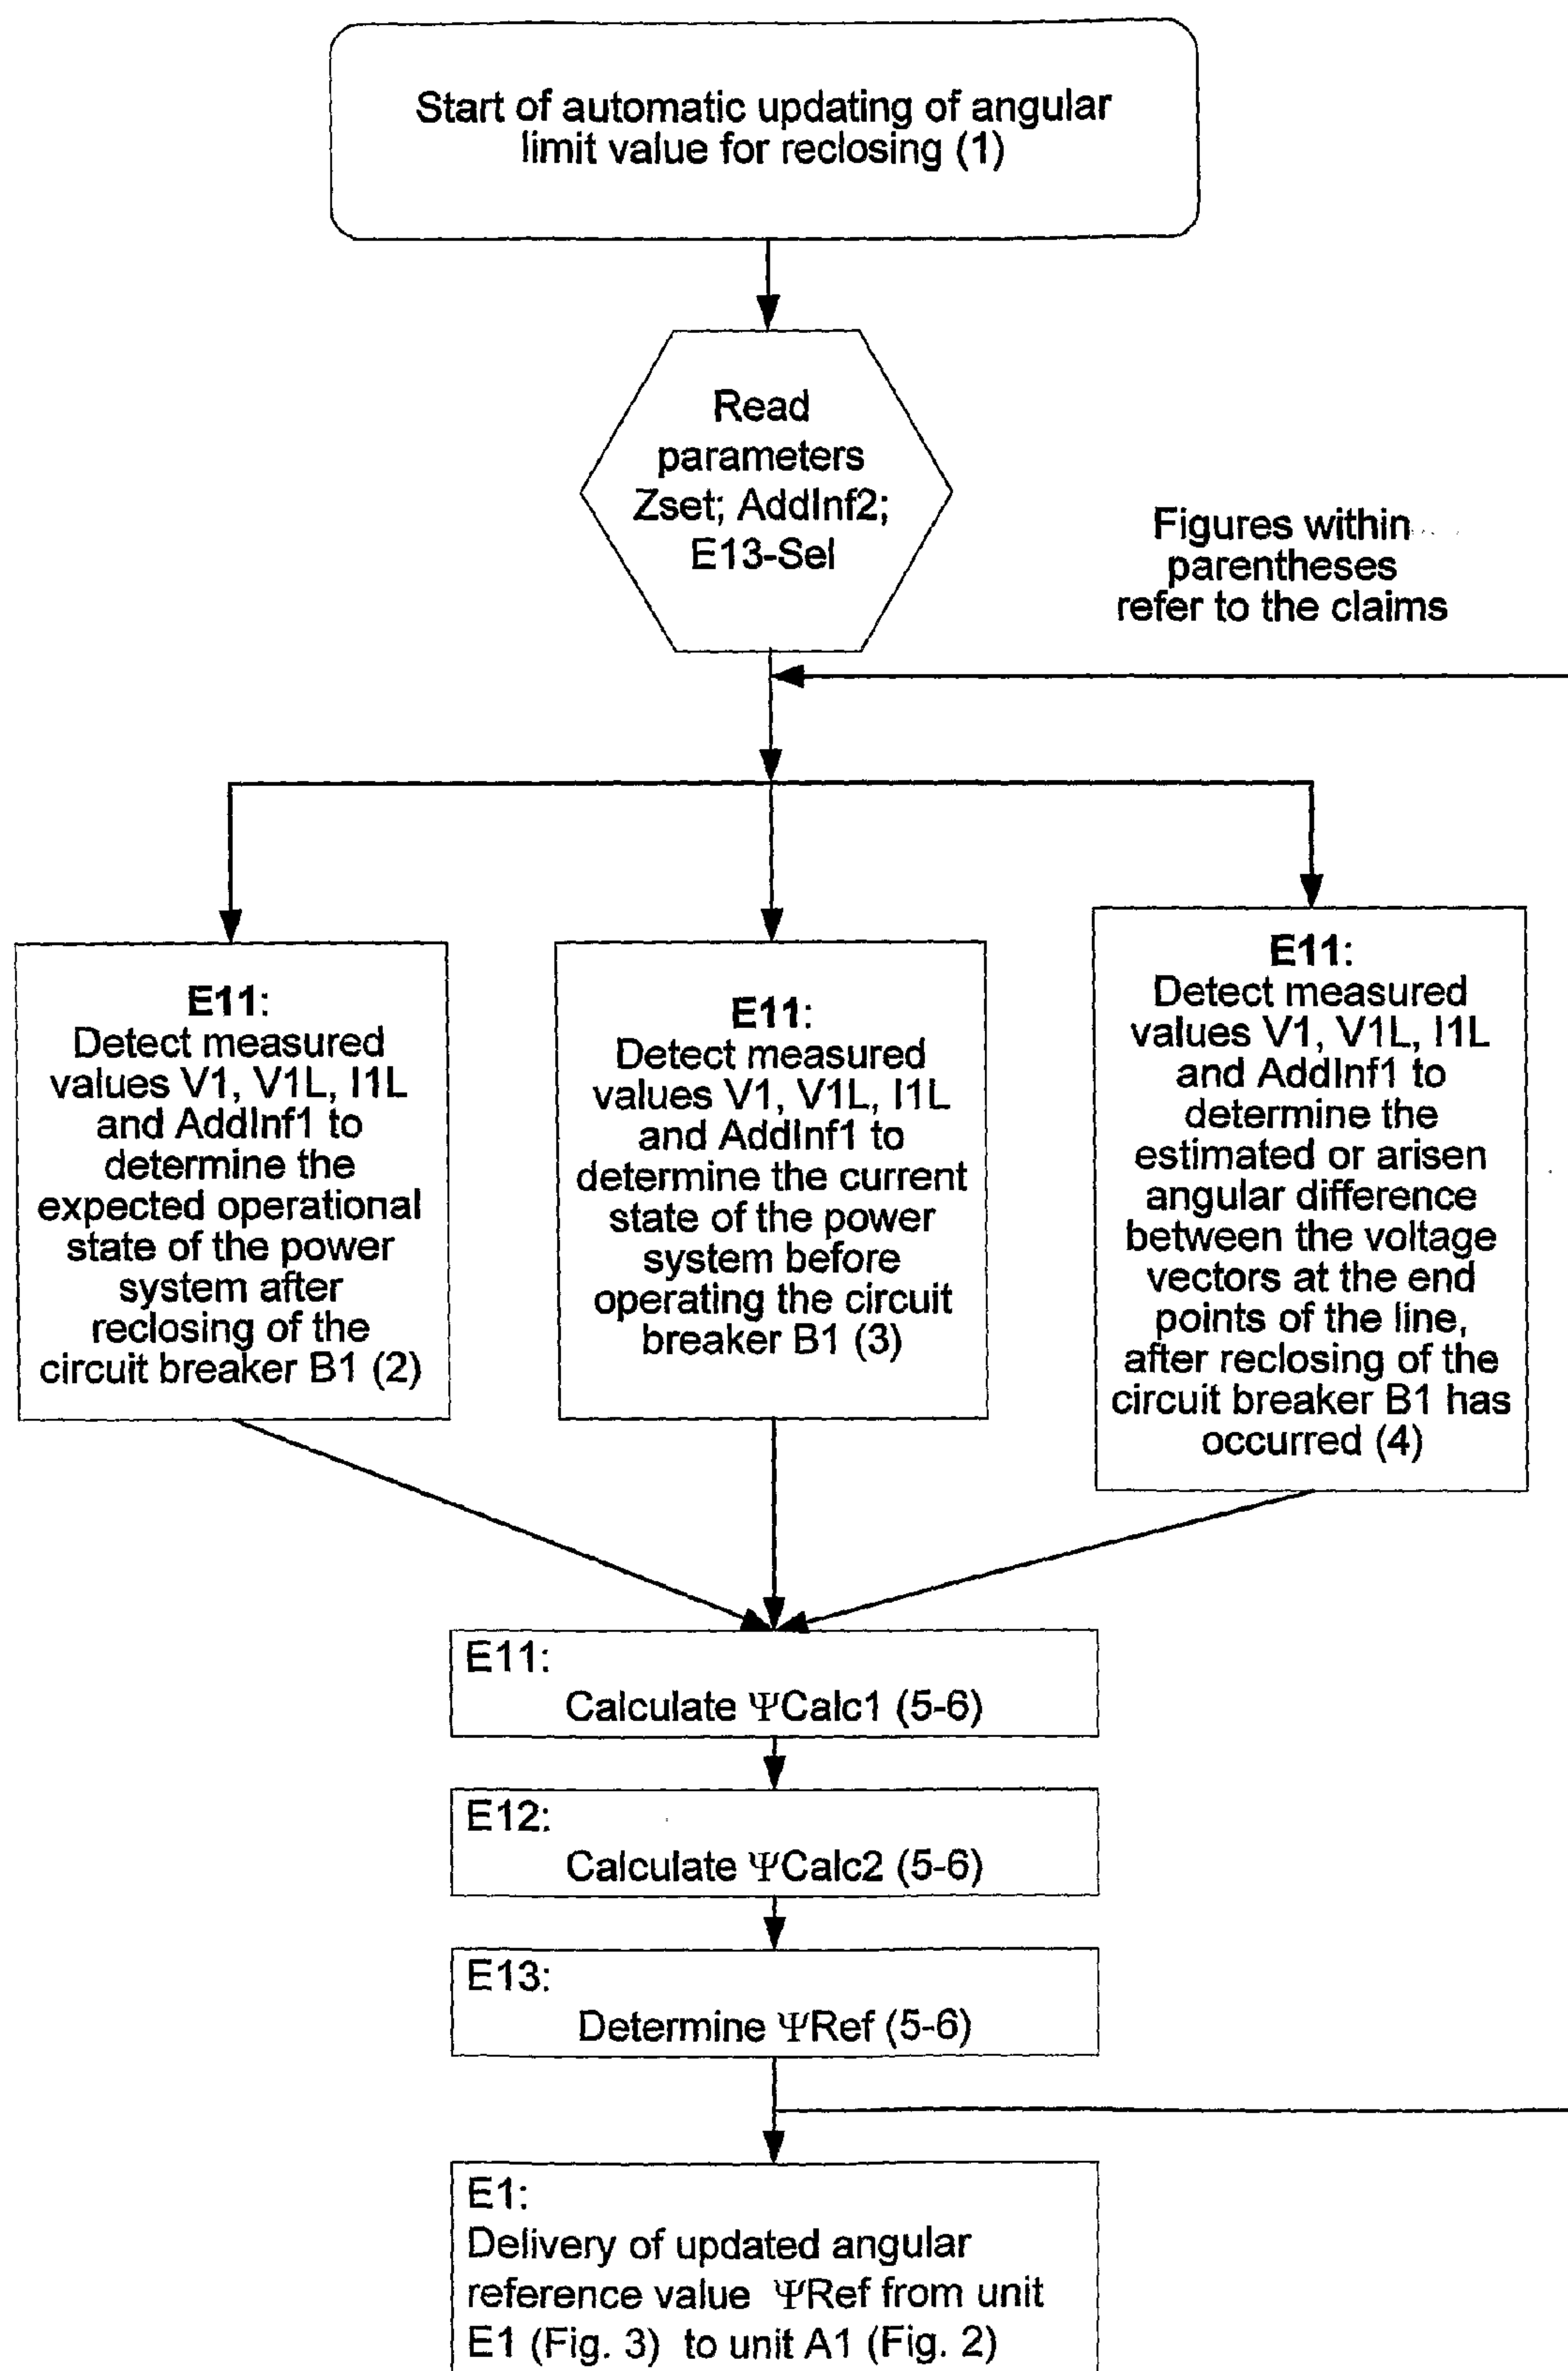 Start of automatic updating of angular
limit value for reclosing (1)
Read
parameters
Zset; AddInf2;
E13-Sel
Figures within
parentheses
refer to the claims
E11:
Detect measured
values V1, V1L, I1L
and AddInf1 to
determine the
expected operational
state of the power
system after
reclosing of the
circuit breaker B1 (2)
E11:
Detect measured
values V1, V1L, I1L
and AddInf1 to
determine the current
state of the power
system before
operating the circuit
breaker B1 (3)
E11:
Detect measured
values V1, V1L, I1L
and AddInf1 to
determine the
estimated or arisen
angular difference
between the voltage
vectors at the end
points of the line,
after reclosing of the
circuit breaker B1 has
occurred (4)
E11:
Calculate ΨCalc1 (5-6)
E12:
Calculate ΨCalc2 (5-6)
E13:
Determine ΨRef (5-6)
E1:
Delivery of updated angular
reference value ΨRef from unit
E1 (Fig. 3) to unit A1 (Fig. 2)